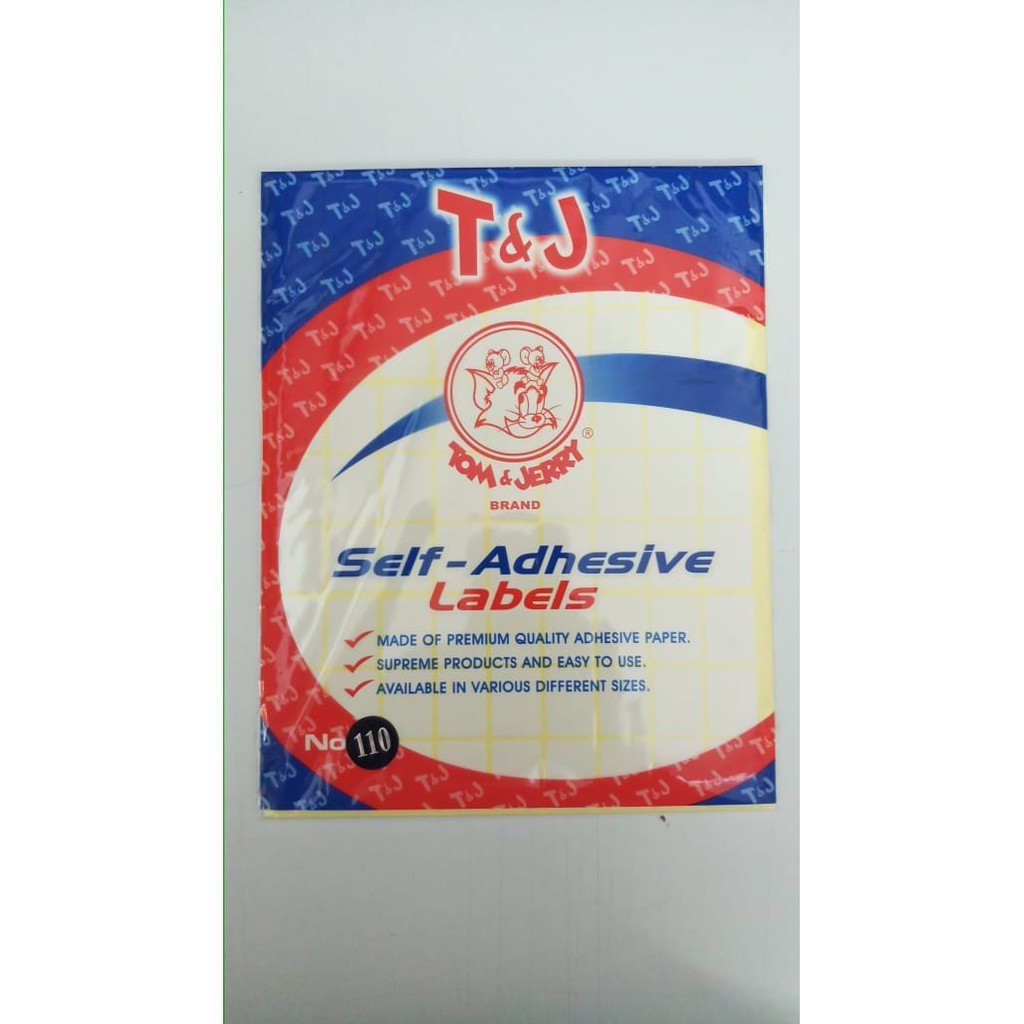 T&J
TOM & JERRY ®
BRAND
Self-Adhesive
Labels
MADE OF PREMIUM QUALITY ADHESIVE PAPER.
SUPREME PRODUCTS AND EASY TO USE.
AVAILABLE IN VARIOUS DIFFERENT SIZES.
No 110